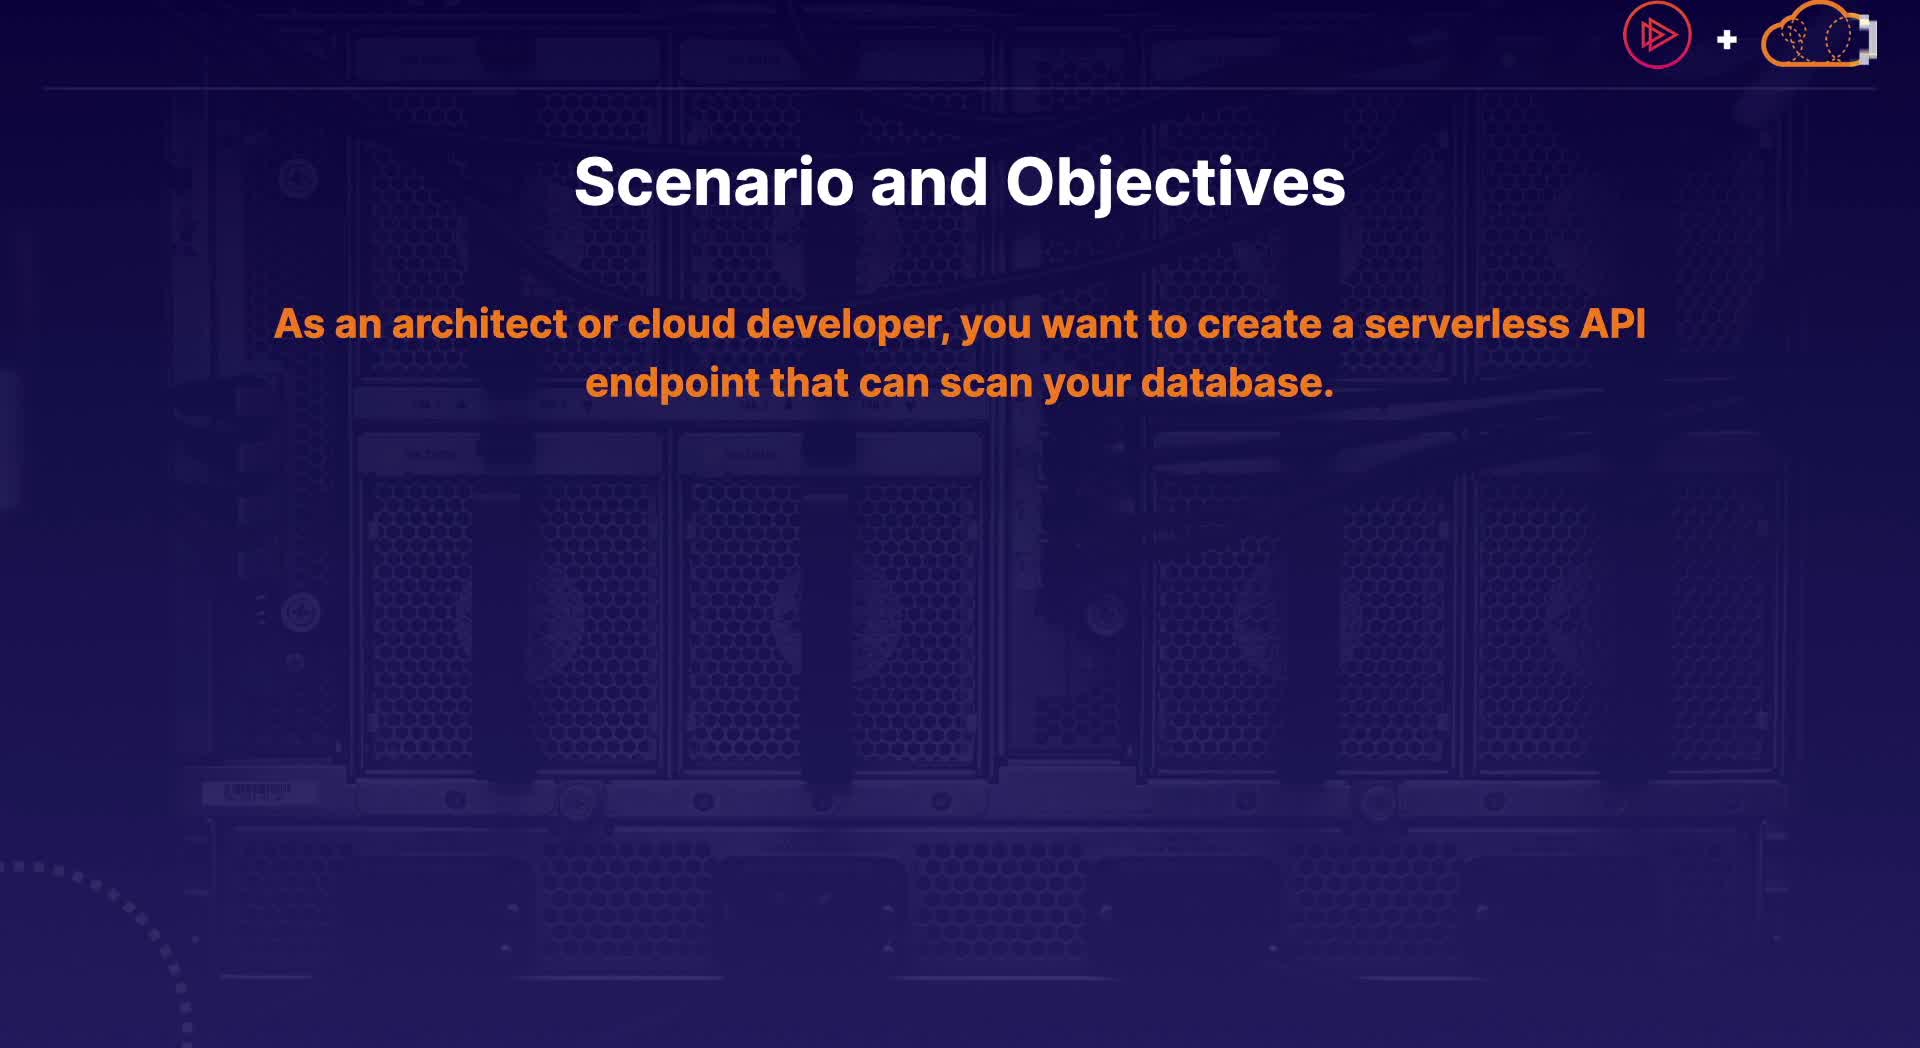 Scenario and Objectives
As an architect or cloud developer, you want to create a serverless API
endpoint that can scan your database.